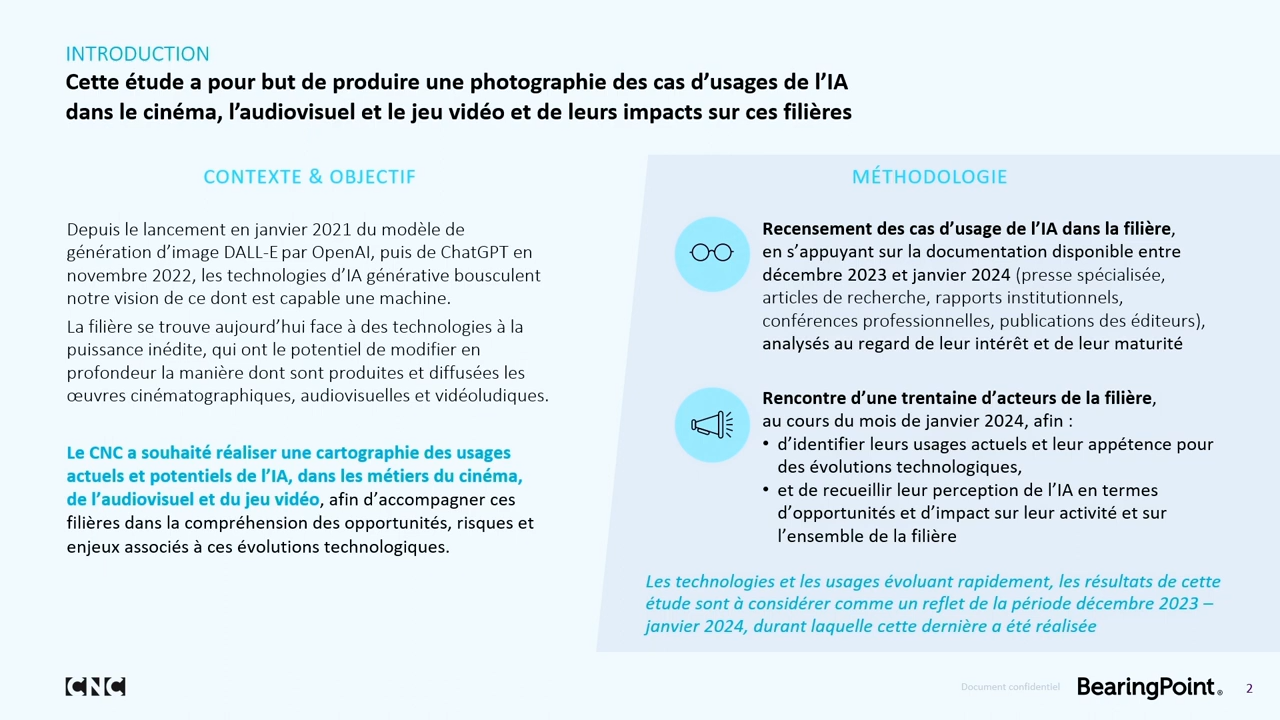 INTRODUCTION
Cette étude a pour but de produire une photographie des cas d’usages de l’IA
dans le cinéma, l’audiovisuel et le jeu vidéo et de leurs impacts sur ces filières
CONTEXTE & OBJECTIF
Depuis le lancement en janvier 2021 du modèle de
génération d’image DALL-E par OpenAI, puis de ChatGPT en
novembre 2022, les technologies d’IA générative bousculent
notre vision de ce dont est capable une machine.
La filière se trouve aujourd’hui face à des technologies à la
puissance inédite, qui ont le potentiel de modifier en
profondeur la manière dont sont produites et diffusées les
œuvres cinématographiques, audiovisuelles et vidéoludiques.
Le CNC a souhaité réaliser une cartographie des usages
actuels et potentiels de l’IA, dans les métiers du cinéma,
de l’audiovisuel et du jeu vidéo, afin d’accompagner ces
filières dans la compréhension des opportunités, risques et
enjeux associés à ces évolutions technologiques.
MÉTHODOLOGIE
Recensement des cas d’usage de l’IA dans la filière,
en s’appuyant sur la documentation disponible entre
décembre 2023 et janvier 2024 (presse spécialisée,
articles de recherche, rapports institutionnels,
conférences professionnelles, publications des éditeurs),
analysés au regard de leur intérêt et de leur maturité
Rencontre d’une trentaine d’acteurs de la filière,
au cours du mois de janvier 2024, afin :
• d’identifier leurs usages actuels et leur appétence pour
des évolutions technologiques,
• et de recueillir leur perception de l’IA en termes
d’opportunités et d’impact sur leur activité et sur
l’ensemble de la filière
Les technologies et les usages évoluant rapidement, les résultats de cette
étude sont à considérer comme un reflet de la période décembre 2023 –
janvier 2024, durant laquelle cette dernière a été réalisée
CNC
Document confidentiel
BearingPoint®
2